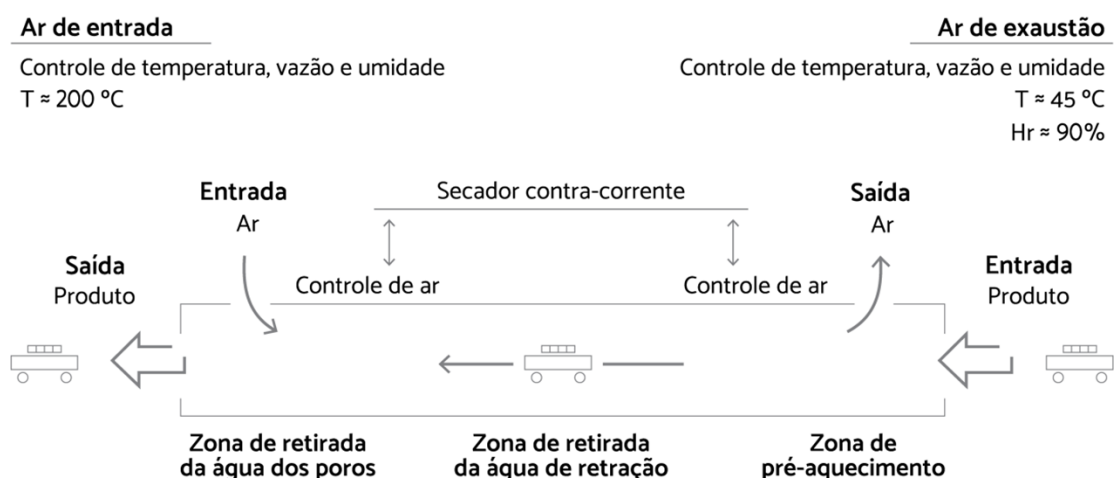 Ar de entrada
Controle de temperatura, vazão e umidade
T ≈ 200 ºC
Ar de exaustão
Controle de temperatura, vazão e umidade
T ≈ 45 ºC
Hr ≈ 90%
Entrada
Ar
Secador contra-corrente
Saída
Ar
Saída
Produto
Controle de ar
Controle de ar
Entrada
Produto
Zona de retirada
da água dos poros
Zona de retirada
da água de retração
Zona de
pré-aquecimento